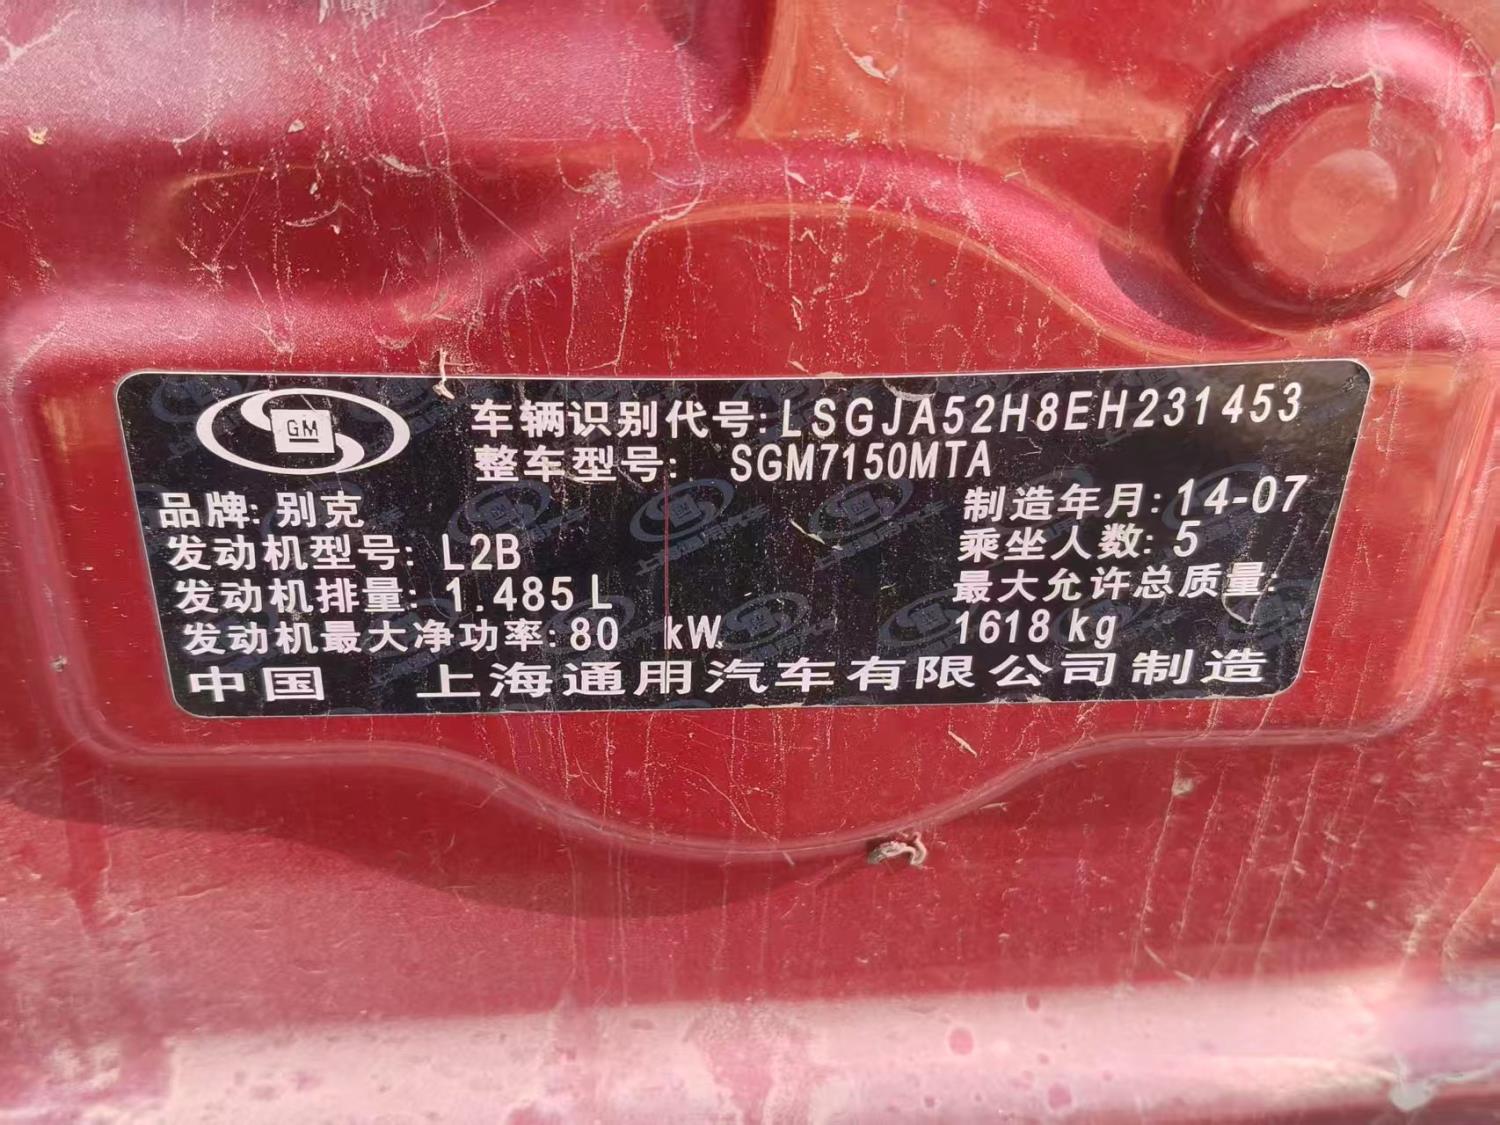 GM
车辆识别代号: LSGJA52H8EH231453
整车型号: SGM7150MTA
品牌: 别克
制造年月: 14-07
发动机型号: L2B
乘坐人数: 5
发动机排量: 1.485 L
最大允许总质量:
发动机最大净功率: 80 kW
1618 kg
中国 上海通用汽车有限公司制造